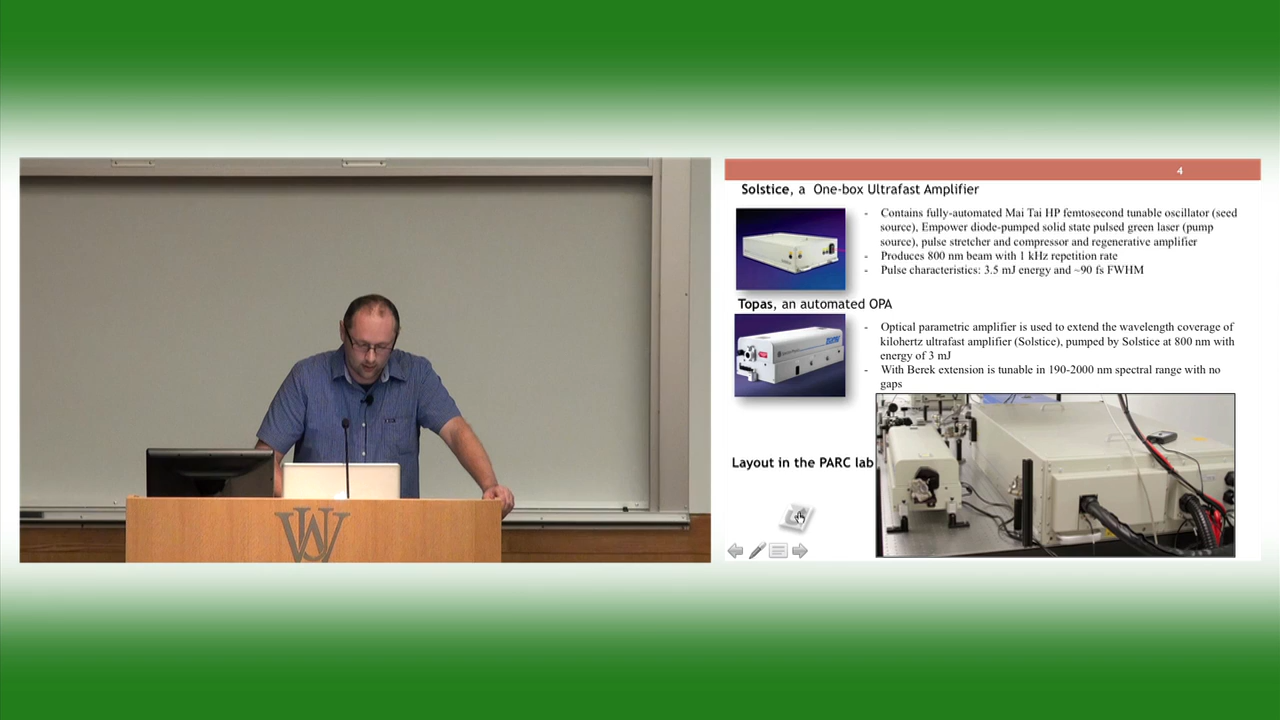 4
Solstice, a One-box Ultrafast Amplifier
- Contains fully-automated Mai Tai HP femtosecond tunable oscillator (seed
source), Empower diode-pumped solid state pulsed green laser (pump
source), pulse stretcher and compressor and regenerative amplifier
- Produces 800 nm beam with 1 kHz repetition rate
- Pulse characteristics: 3.5 mJ energy and ~90 fs FWHM
Topas, an automated OPA
- Optical parametric amplifier is used to extend the wavelength coverage of
kilohertz ultrafast amplifier (Solstice), pumped by Solstice at 800 nm with
energy of 3 mJ
- With Berek extension is tunable in 190-2000 nm spectral range with no
gaps
Layout in the PARC lab
WU